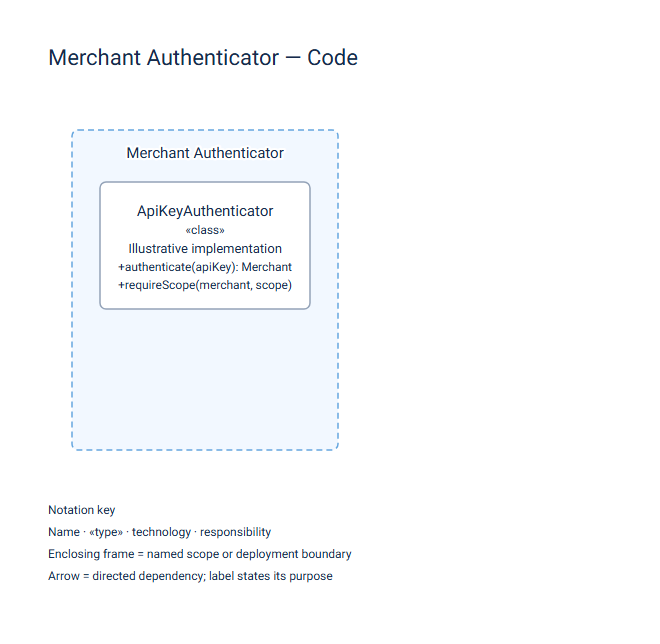 Merchant Authenticator — Code
Merchant Authenticator
ApiKeyAuthenticator
«class»
Illustrative implementation
+authenticate(apiKey): Merchant
+requireScope(merchant, scope)
Notation key
Name · «type» · technology · responsibility
Enclosing frame = named scope or deployment boundary
Arrow = directed dependency; label states its purpose